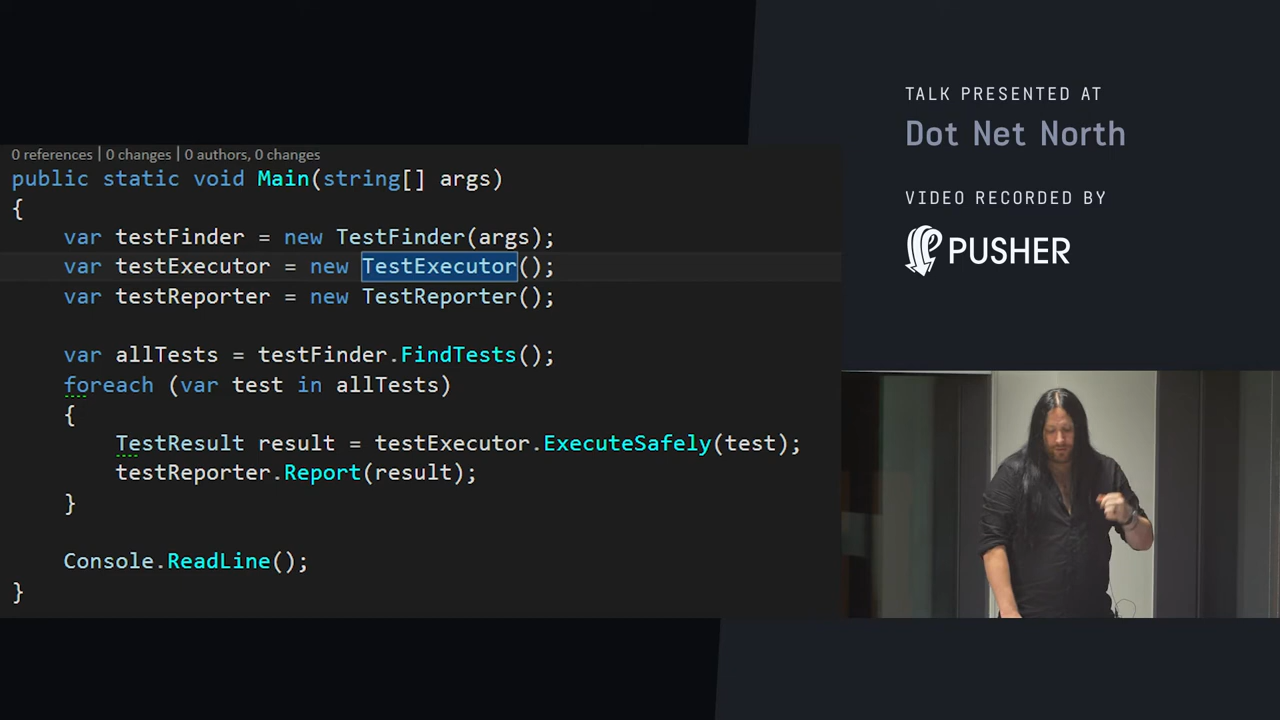 0 references | 0 changes | 0 authors, 0 changes
public static void Main(string[] args)
{
var testFinder = new TestFinder(args);
var testExecutor = new TestExecutor();
var testReporter = new TestReporter();
var allTests = testFinder.FindTests();
foreach (var test in allTests)
{
TestResult result = testExecutor.ExecuteSafely(test);
testReporter.Report(result);
}
Console.ReadLine();
}
TALK PRESENTED AT
Dot Net North
VIDEO RECORDED BY
PUSHER